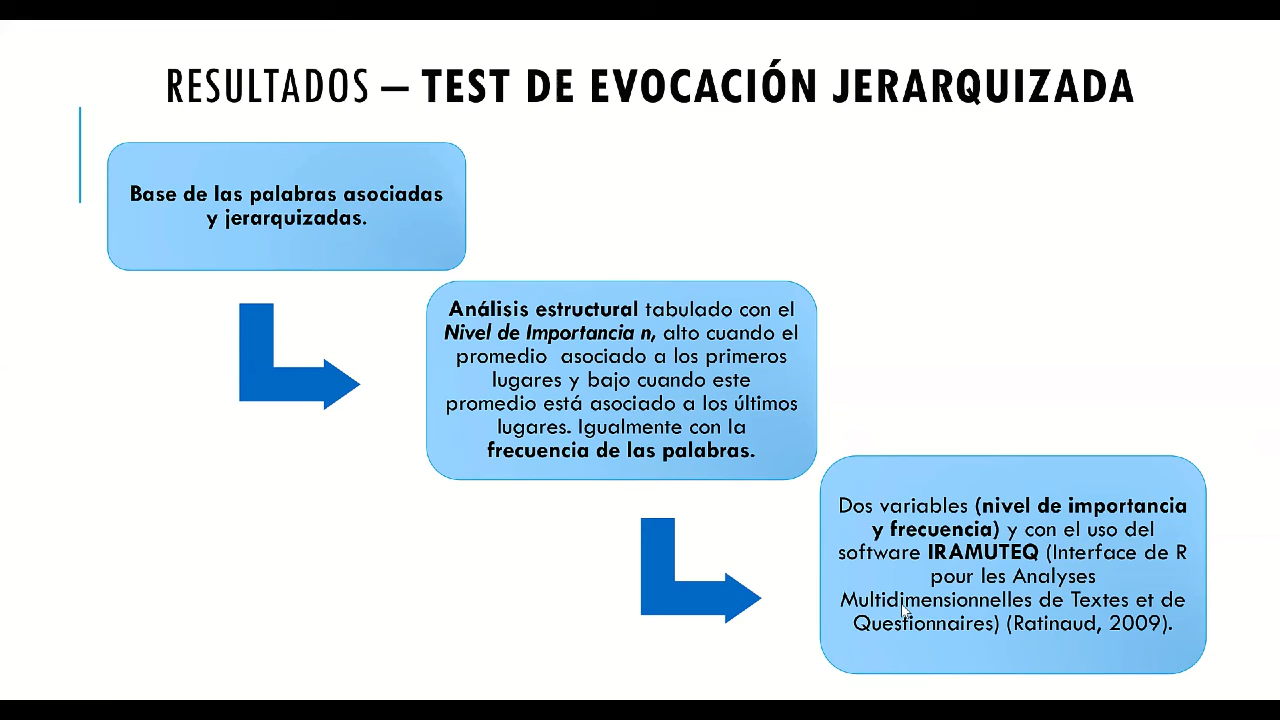 RESULTADOS – TEST DE EVOCACIÓN JERARQUIZADA
Base de las palabras asociadas
y jerarquizadas.
Análisis estructural tabulado con el
Nivel de Importancia n, alto cuando el
promedio asociado a los primeros
lugares y bajo cuando este
promedio está asociado a los últimos
lugares. Igualmente con la
frecuencia de las palabras.
Dos variables (nivel de importancia
y frecuencia) y con el uso del
software IRAMUTEQ (Interface de R
pour les Analyses
Multidimensionnelles de Textes et de
Questionnaires) (Ratinaud, 2009).